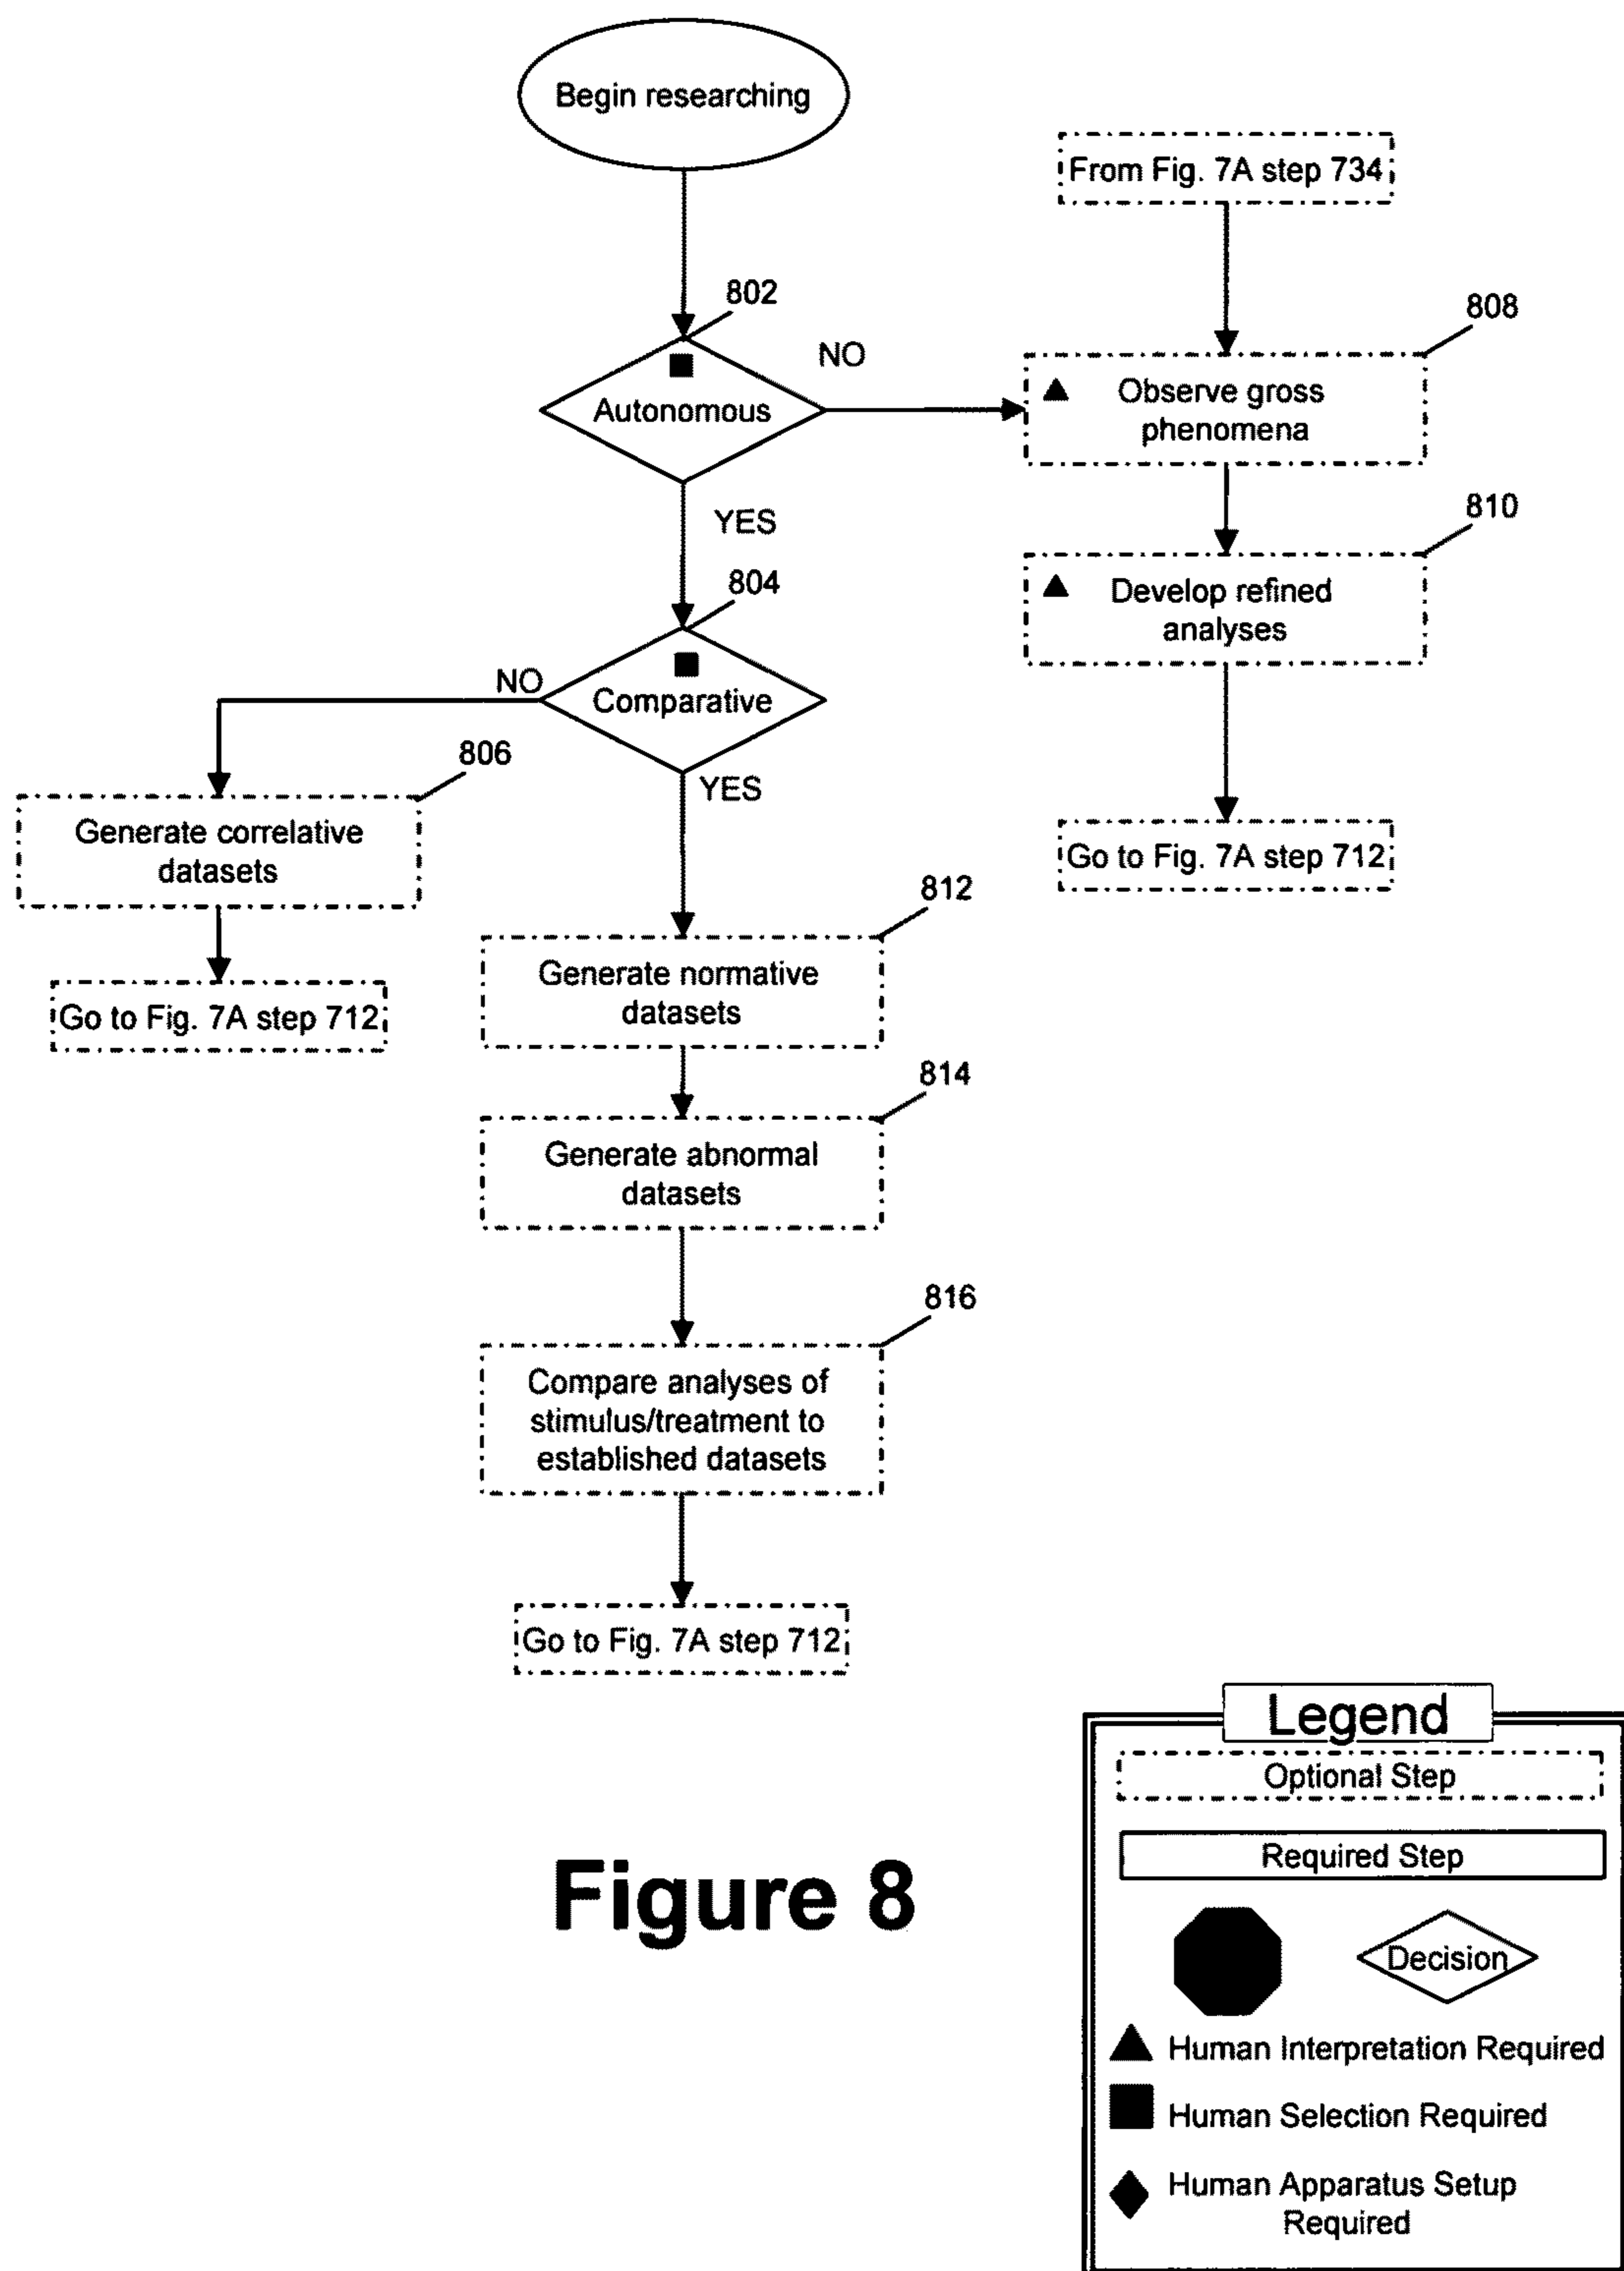 Begin researching
From Fig. 7A step 734
802
808
NO
Autonomous
Observe gross
phenomena
YES
810
804
Develop refined
analyses
NO
Comparative
806
YES
Generate correlative
datasets
Go to Fig. 7A step 712
812
Generate normative
datasets
Go to Fig. 7A step 712
814
Generate abnormal
datasets
816
Compare analyses of
stimulus/treatment to
established datasets
Go to Fig. 7A step 712
Legend
Optional Step
Required Step
Figure 8
Decision
Human Interpretation Required
Human Selection Required
Human Apparatus Setup
Required